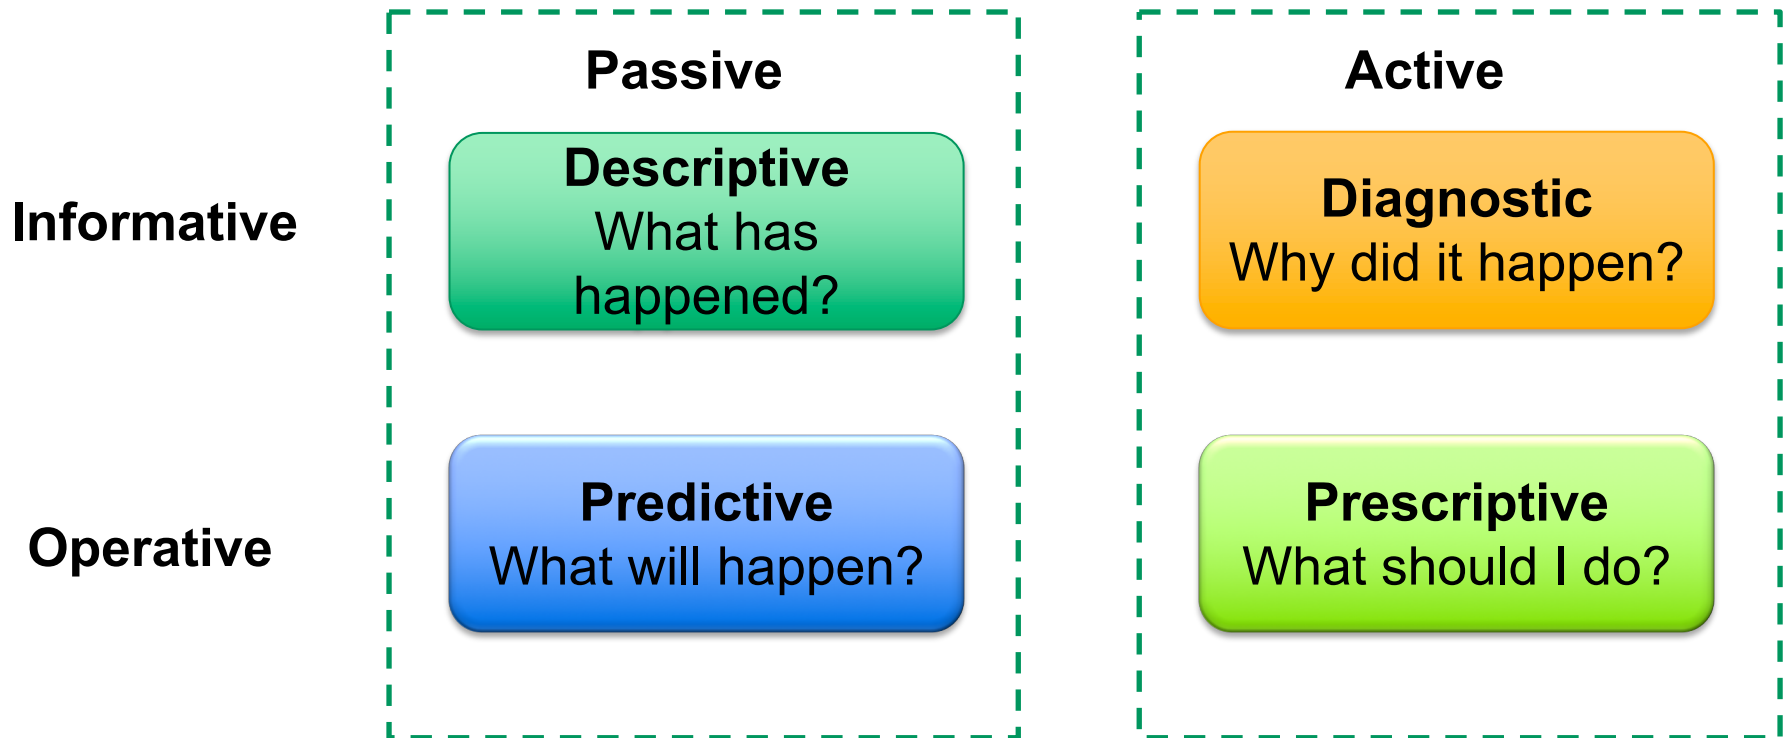 Passive
Active
Informative
Descriptive
What has
happened?
Diagnostic
Why did it happen?
Operative
Predictive
What will happen?
Prescriptive
What should I do?